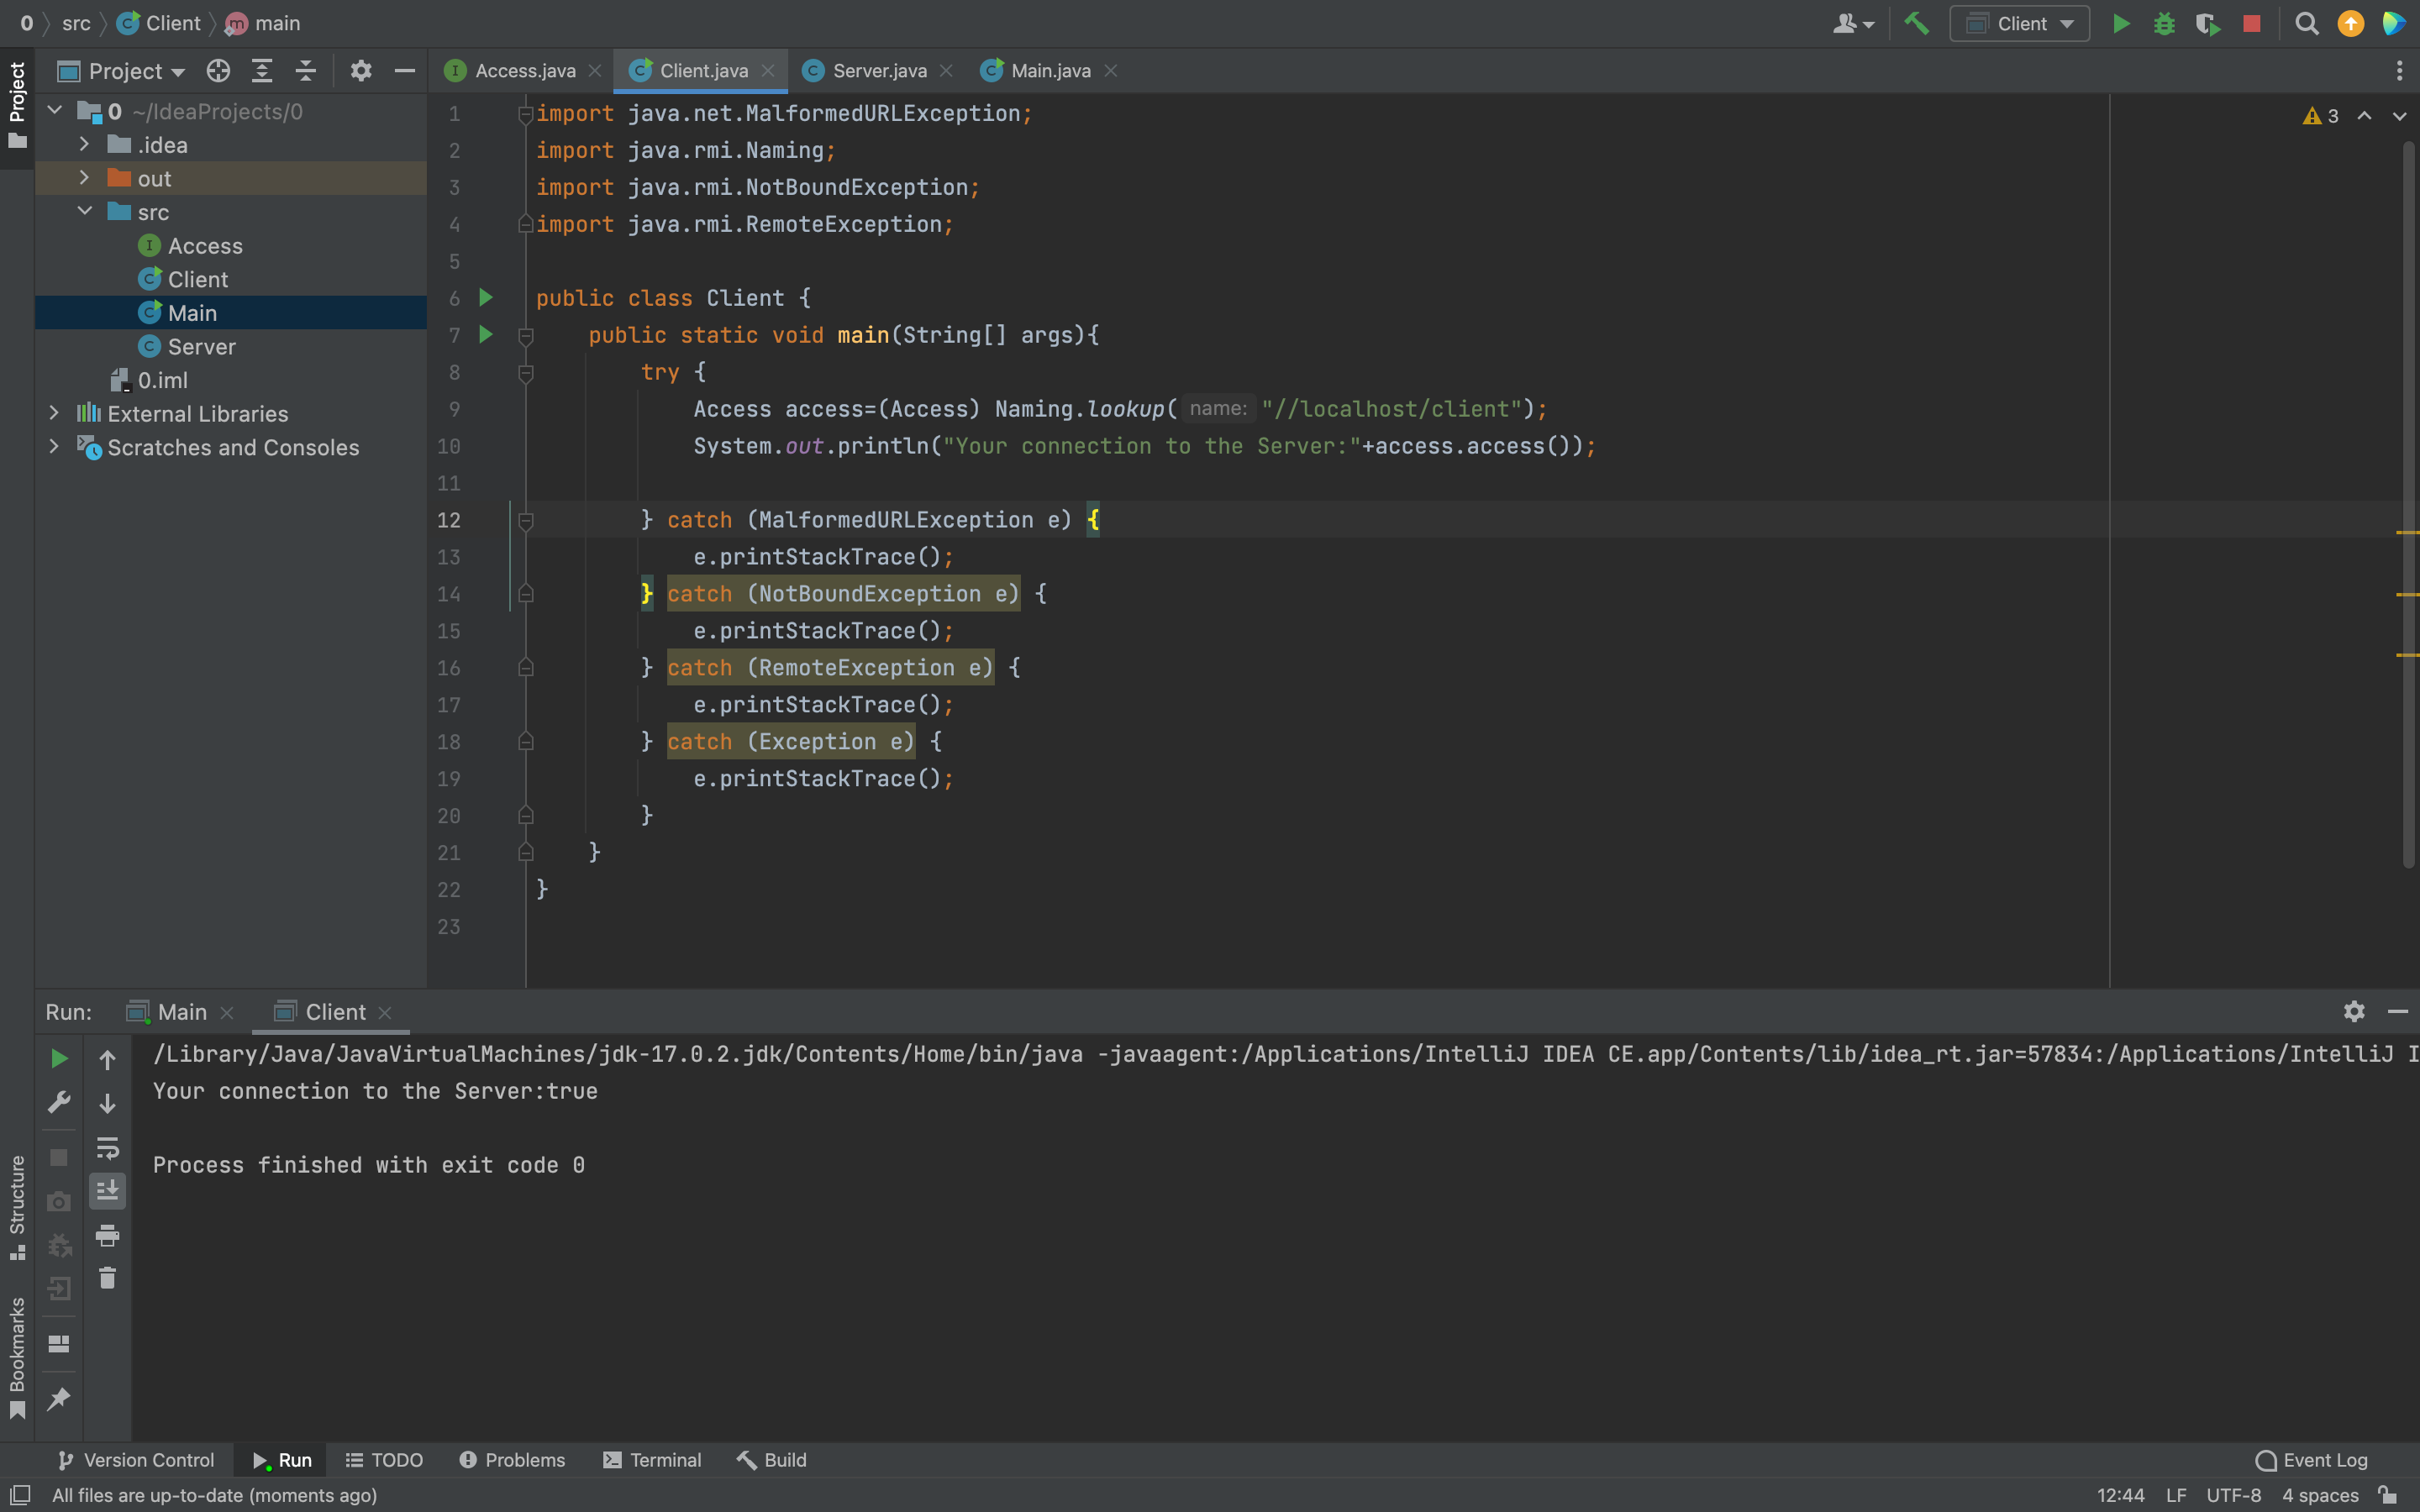 0 src Client main
Client
Project
Project
Access.java Client.java Server.java Main.java
0 ~/IdeaProjects/0
.idea
out
src
Access
Client
Main
Server
0.iml
External Libraries
Scratches and Consoles
3
1 import java.net.MalformedURLException;
2 import java.rmi.Naming;
3 import java.rmi.NotBoundException;
4 import java.rmi.RemoteException;
5
6 public class Client {
7 public static void main(String[] args){
8 try {
9 Access access=(Access) Naming.lookup( name: "//localhost/client");
10 System.out.println("Your connection to the Server:"+access.access());
11
12 } catch (MalformedURLException e) {
13 e.printStackTrace();
14 } catch (NotBoundException e) {
15 e.printStackTrace();
16 } catch (RemoteException e) {
17 e.printStackTrace();
18 } catch (Exception e) {
19 e.printStackTrace();
20 }
21 }
22 }
23
Run: Main Client
/Library/Java/JavaVirtualMachines/jdk-17.0.2.jdk/Contents/Home/bin/java -javaagent:/Applications/IntelliJ IDEA CE.app/Contents/lib/idea_rt.jar=57834:/Applications/IntelliJ I
Your connection to the Server:true
Process finished with exit code 0
Structure
Bookmarks
Version Control Run TODO Problems Terminal Build Event Log
All files are up-to-date (moments ago) 12:44 LF UTF-8 4 spaces